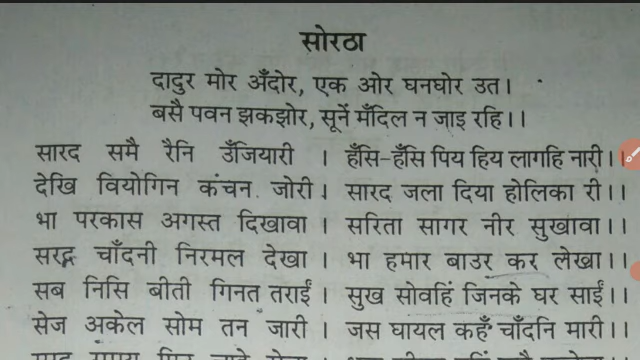 सोरठा
दादुर मोर अँदोर, एक ओर घनघोर उत।
बसै पवन झकझोर, सूनें मँदिल न जाइ रहि।।
सारद समै रैनि उँजियारी । हँसि-हँसि पिय हिय लागहि नारी।।
देखि वियोगिन कंचन जोरी। सारद जला दिया होलिका री।।
भा परकास अगस्त दिखावा । सरिता सागर नीर सुखावा।।
सरद्ग चाँदनी निरमल देखा । भा हमार बाउर कर लेखा।।
सब निसि बीती गिनत तराईं । सुख सोवहिं जिनके घर साईं।।
सेज अकेल सोम तन जारी । जस घायल कहँ चाँदनि मारी।।